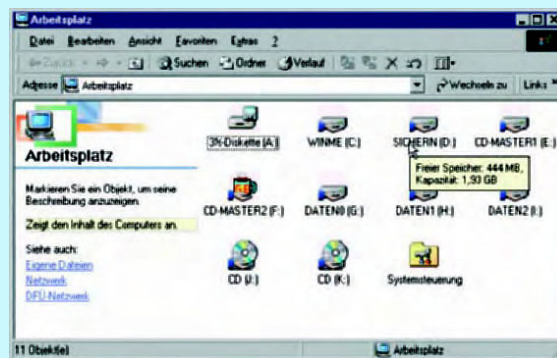 Arbeitsplatz
Datei Bearbeiten Ansicht Favoriten Extras ?
Zurück Suchen Ordner Verlauf
Adresse Arbeitsplatz Wechseln zu Links »
Arbeitsplatz
Markieren Sie ein Objekt, um seine
Beschreibung anzuzeigen.
Zeigt den Inhalt des Computers an.
Siehe auch:
Eigene Dateien
Netzwerk
DFÜ-Netzwerk
3½-Diskette (A:) WINME (C:) SICHERN (D:) CD-MASTER1 (E:)
Freier Speicher: 444 MB,
Kapazität: 1,93 GB
CD-MASTER2 (F:) DATEN0 (G:) DATEN1 (H:) DATEN2 (I:)
CD (J:) CD (K:) Systemsteuerung
11 Objekt(e) Arbeitsplatz